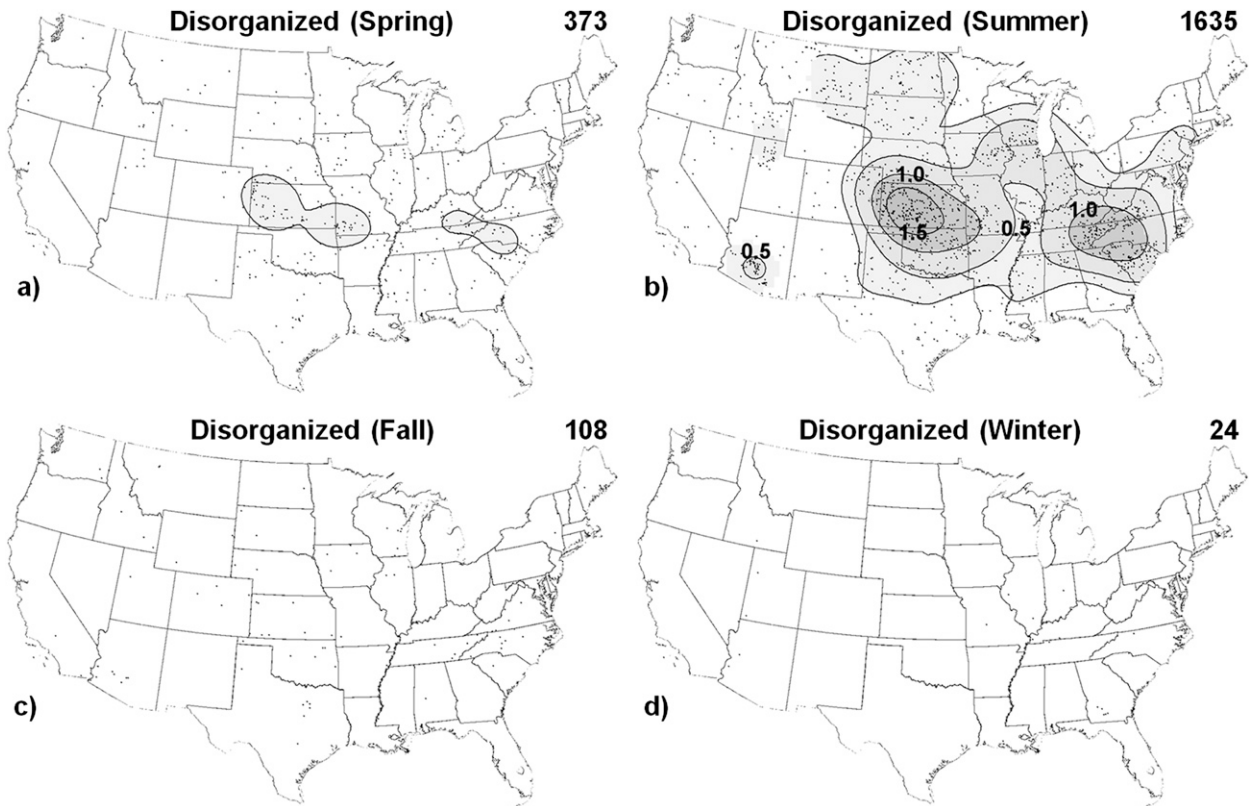 Disorganized (Spring) 373
a)
Disorganized (Summer) 1635
1.0
1.5
0.5
1.0
0.5
b)
Disorganized (Fall) 108
c)
Disorganized (Winter) 24
d)